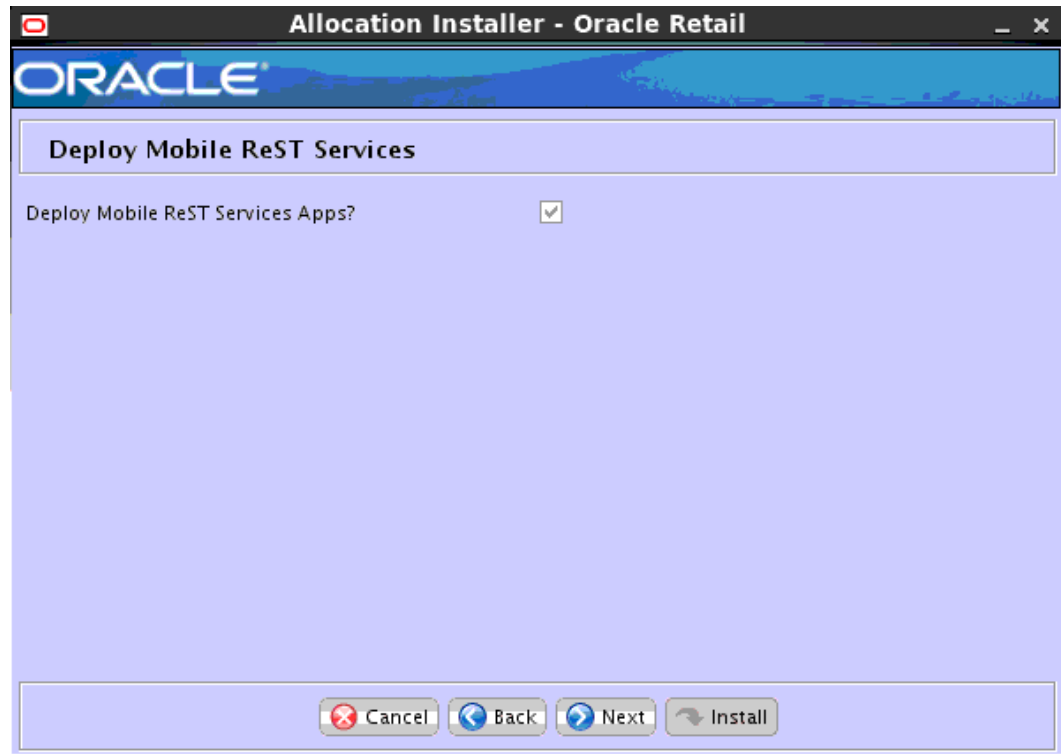 Allocation Installer - Oracle Retail
ORACLE®
Deploy Mobile ReST Services
Deploy Mobile ReST Services Apps?
Cancel Back Next Install